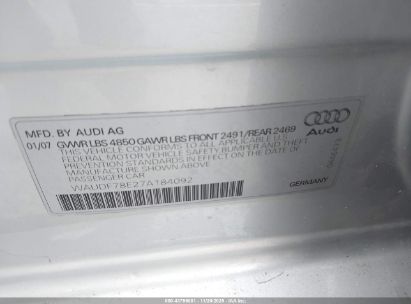 MFD. BY AUDI AG
01/07 GWVR LBS 4850 GAWR LBS FRONT 2491/REAR 2469
THIS VEHICLE CONFORMS TO ALL APPLICABLE U.S.
FEDERAL MOTOR VEHICLE SAFETY BUMPER AND THEFT
PREVENTION STANDARDS IN EFFECT ON THE DATE OF
MANUFACTURE SHOWN ABOVE
PASSENGER CAR
WAUDF78E27A184092
GERMANY
Audi